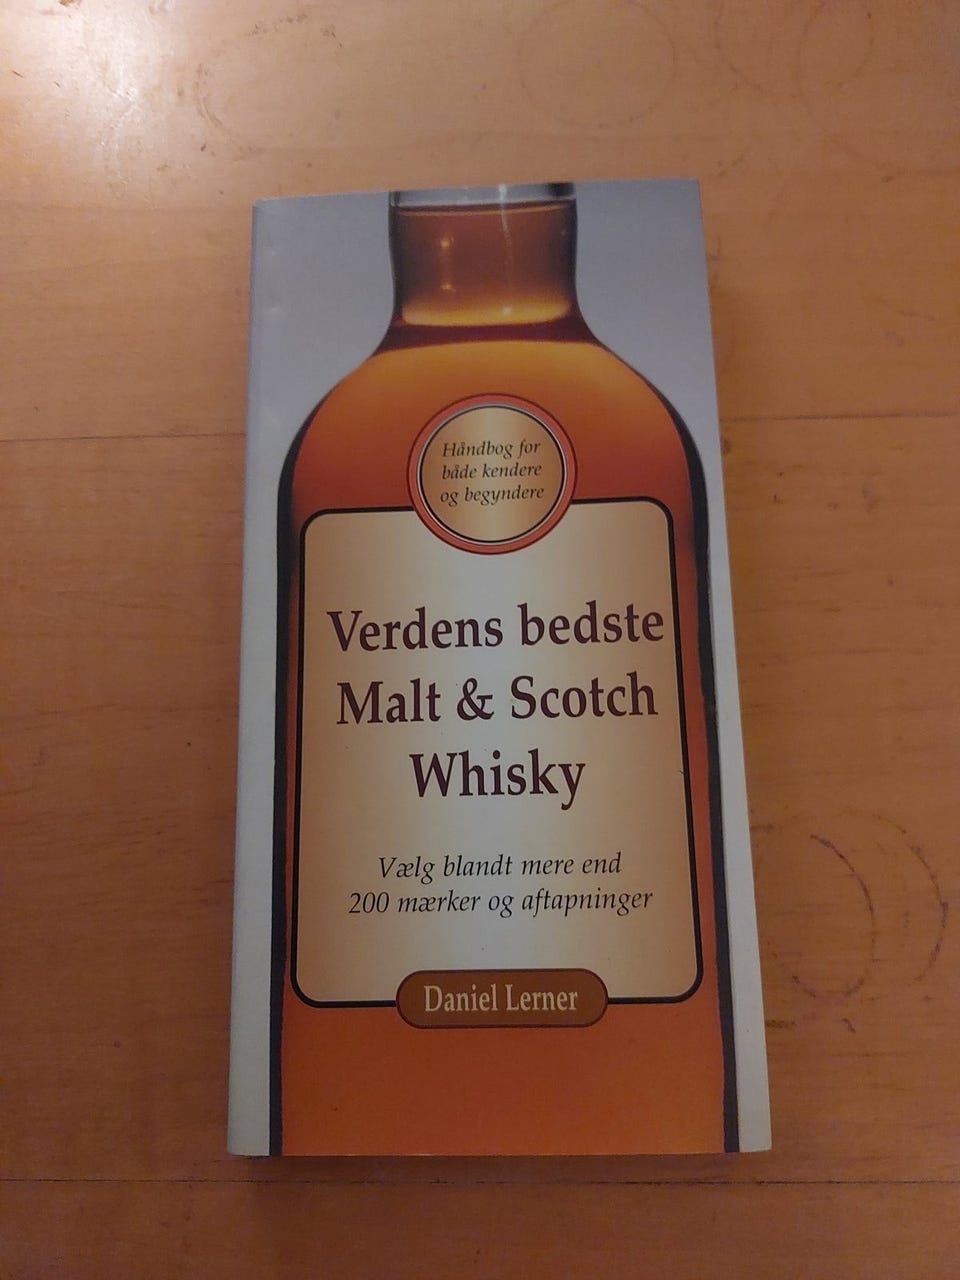 Håndbog for
både kendere
og begyndere
Verdens bedste
Malt & Scotch
Whisky
Vælg blandt mere end
200 mærker og aftapninger
Daniel Lerner